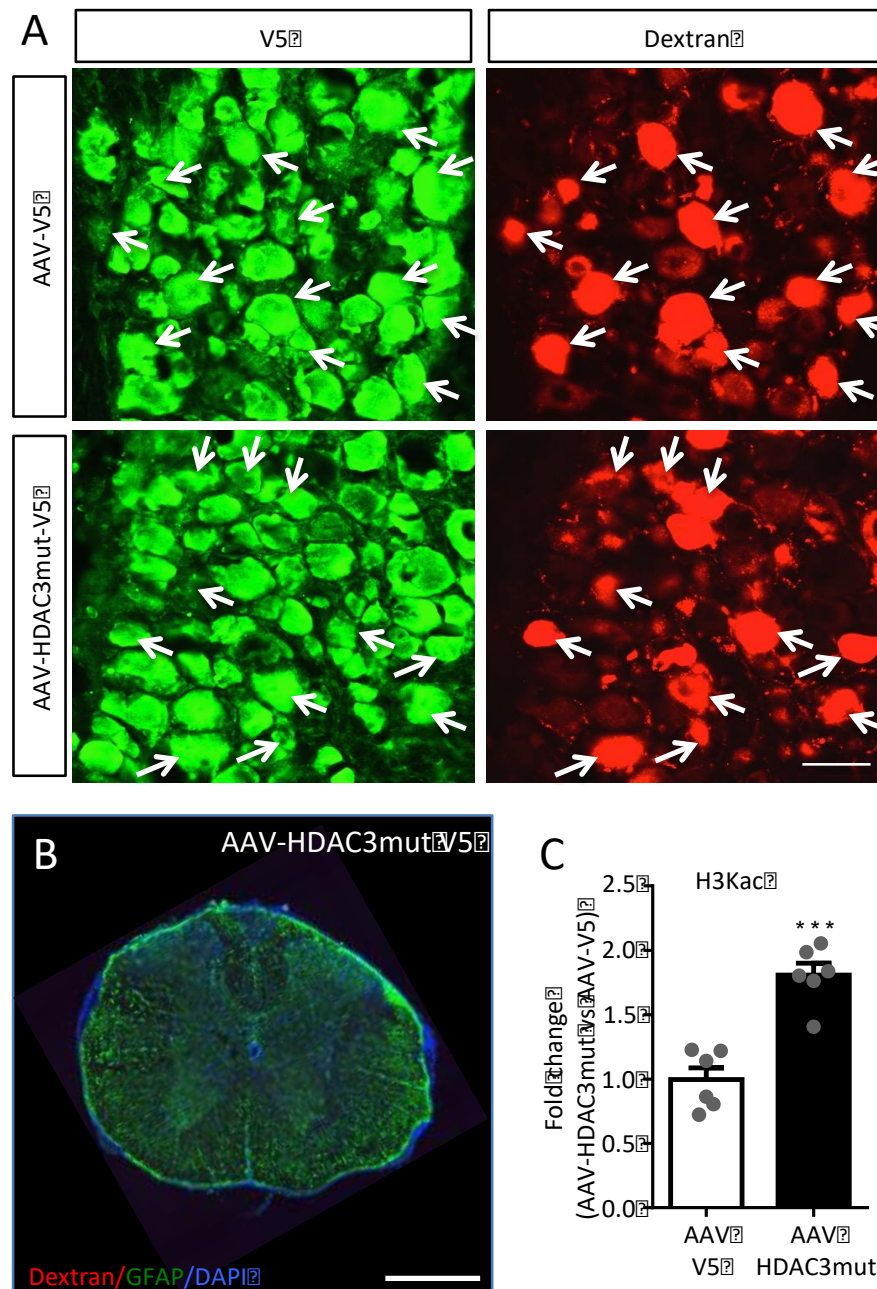 A
V5
Dextran
AAV-V5
AAV-HDAC3mut-V5
B
AAV-HDAC3mut V5
Dextran/GFAP/DAPI
C
H3Kac
***
Fold change
(AAV-HDAC3mut vs AAV-V5)
2.5
2.0
1.5
1.0
0.5
0.0
AAV AAV
V5 HDAC3mut